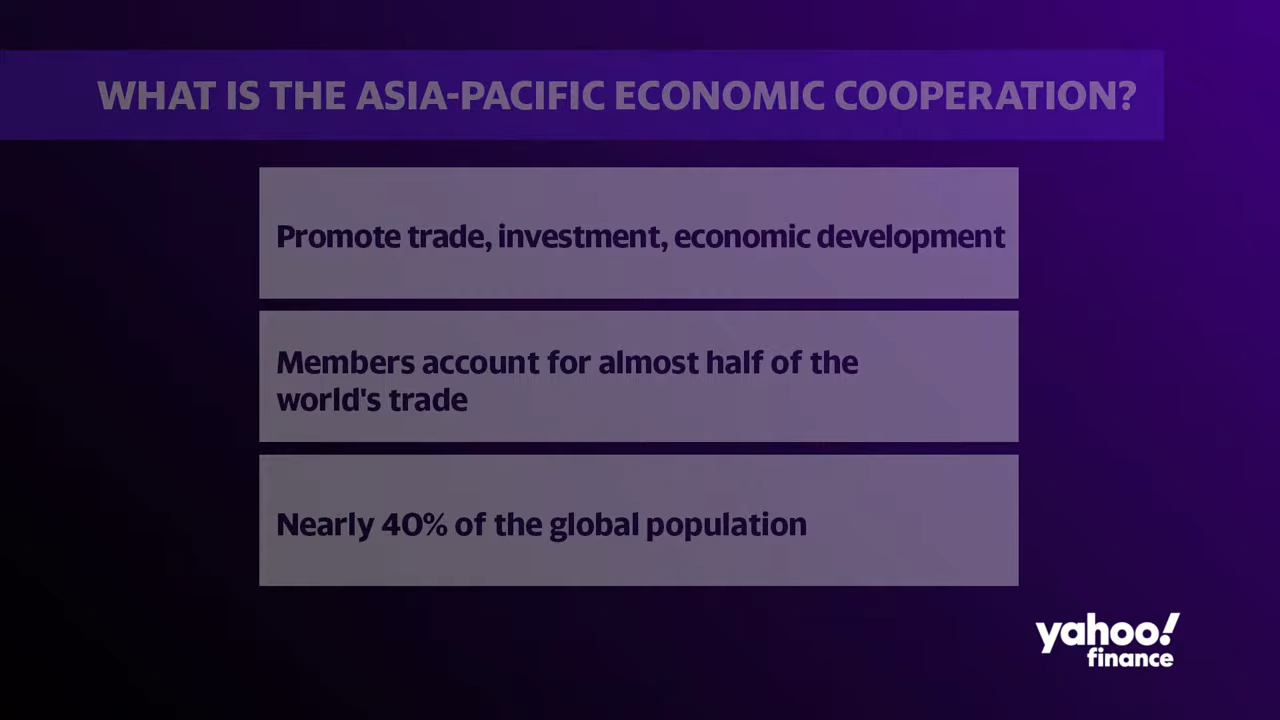 WHAT IS THE ASIA-PACIFIC ECONOMIC COOPERATION?
Promote trade, investment, economic development
Members account for almost half of the
world's trade
Nearly 40% of the global population
yahoo!
finance